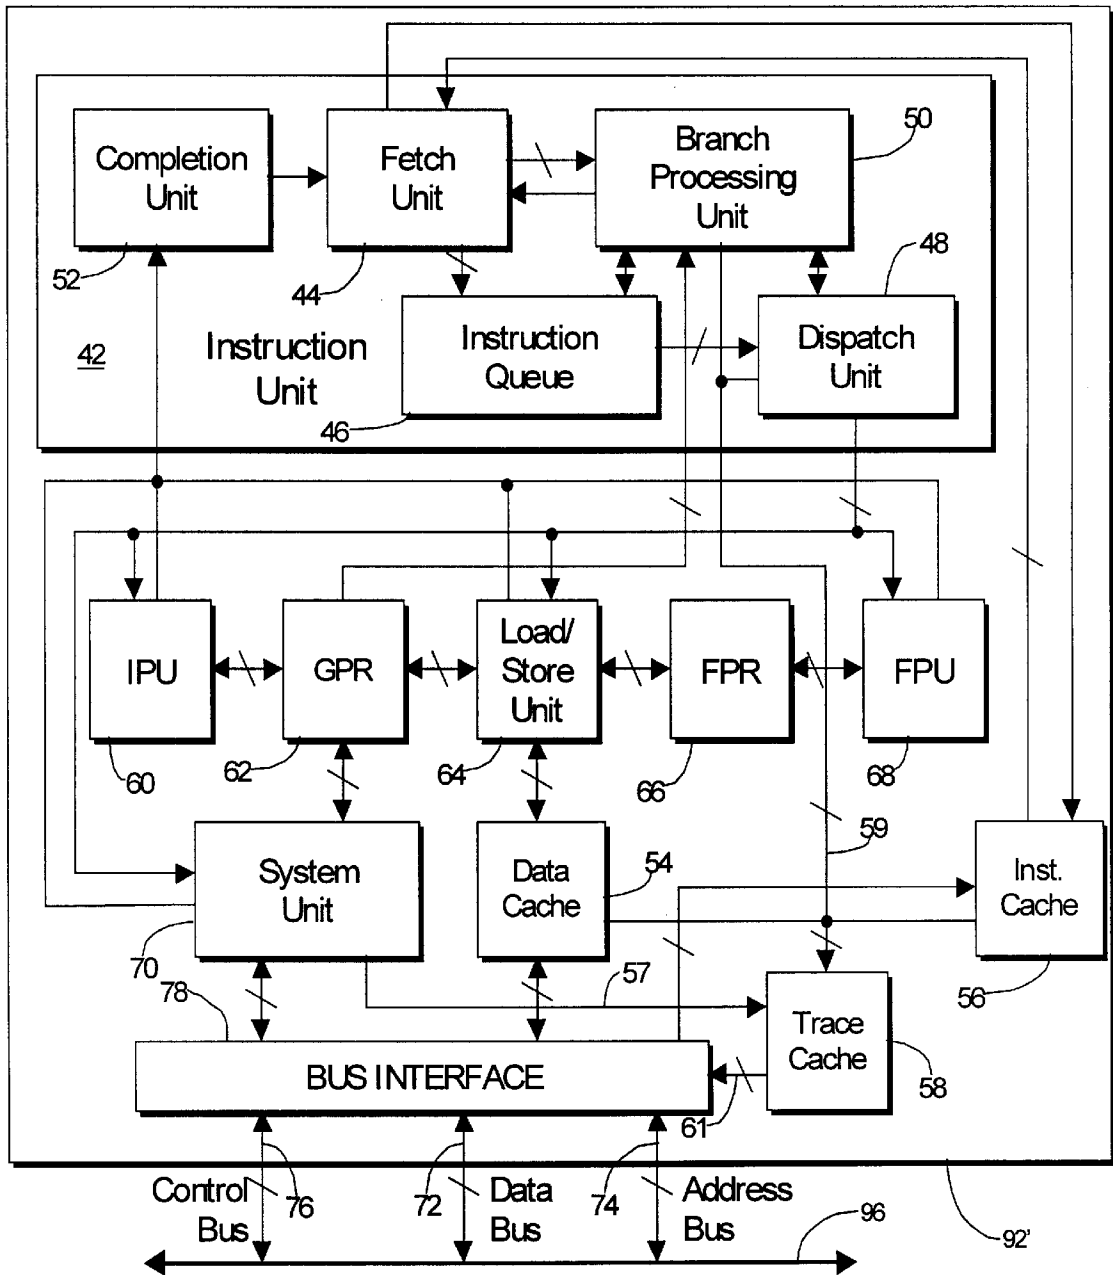 Completion
Unit
52
Fetch
Unit
44
Branch
Processing
Unit
50
48
42
Instruction
Unit
Instruction
Queue
46
Dispatch
Unit
IPU
60
GPR
62
Load/
Store
Unit
64
FPR
66
FPU
68
System
Unit
70
Data
Cache
54
59
Inst.
Cache
56
78
57
Trace
Cache
58
BUS INTERFACE
61
Control
Bus
76
72
Data
Bus
74
Address
Bus
96
92'